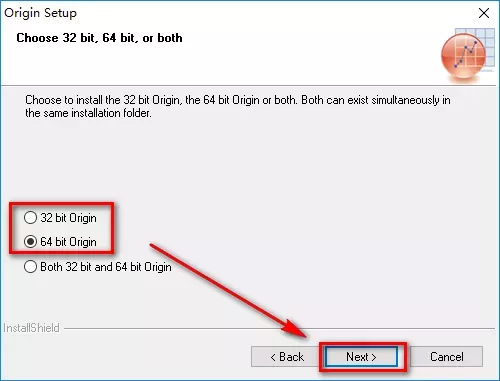 Origin Setup
Choose 32 bit, 64 bit, or both
Choose to install the 32 bit Origin, the 64 bit Origin or both. Both can exist simultaneously in
the same installation folder.
32 bit Origin
64 bit Origin
Both 32 bit and 64 bit Origin
InstallShield
< Back
Next >
Cancel